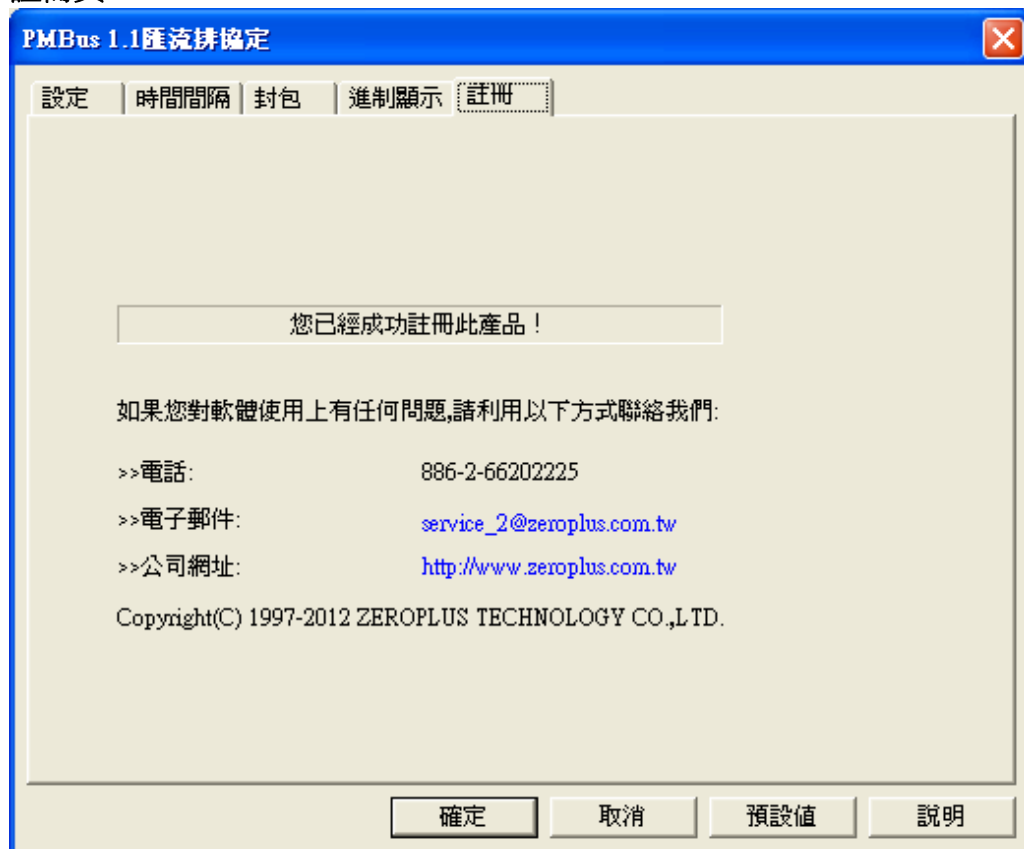 PMBus 1.1匯流排協定
設定 時間間隔 封包 進制顯示 註冊
您已經成功註冊此產品！
如果您對軟體使用上有任何問題,請利用以下方式聯絡我們:
>>電話: 886-2-66202225
>>電子郵件: service_2@zeroplus.com.tw
>>公司網址: http://www.zeroplus.com.tw
Copyright(C) 1997-2012 ZEROPLUS TECHNOLOGY CO.,LTD.
確定 取消 預設值 說明